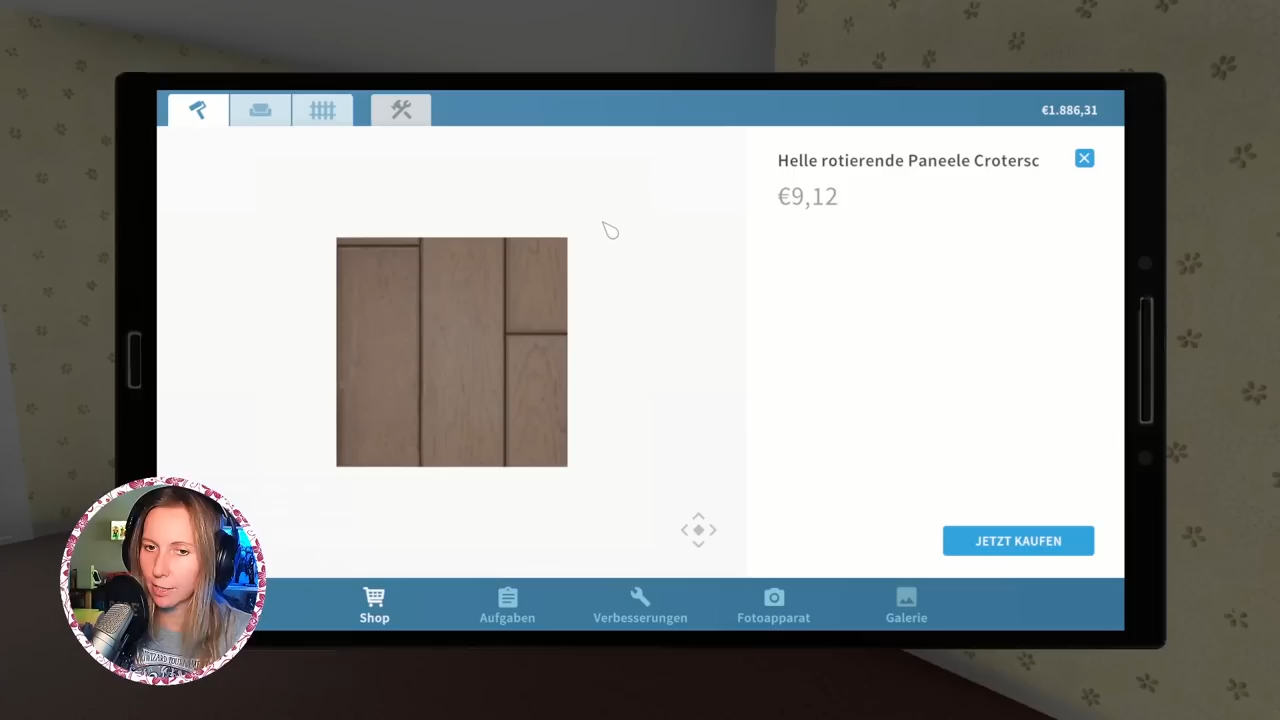 €1.886,31
Helle rotierende Paneele Crotersc
€9,12
JETZT KAUFEN
Shop
Aufgaben
Verbesserungen
Fotoapparat
Galerie